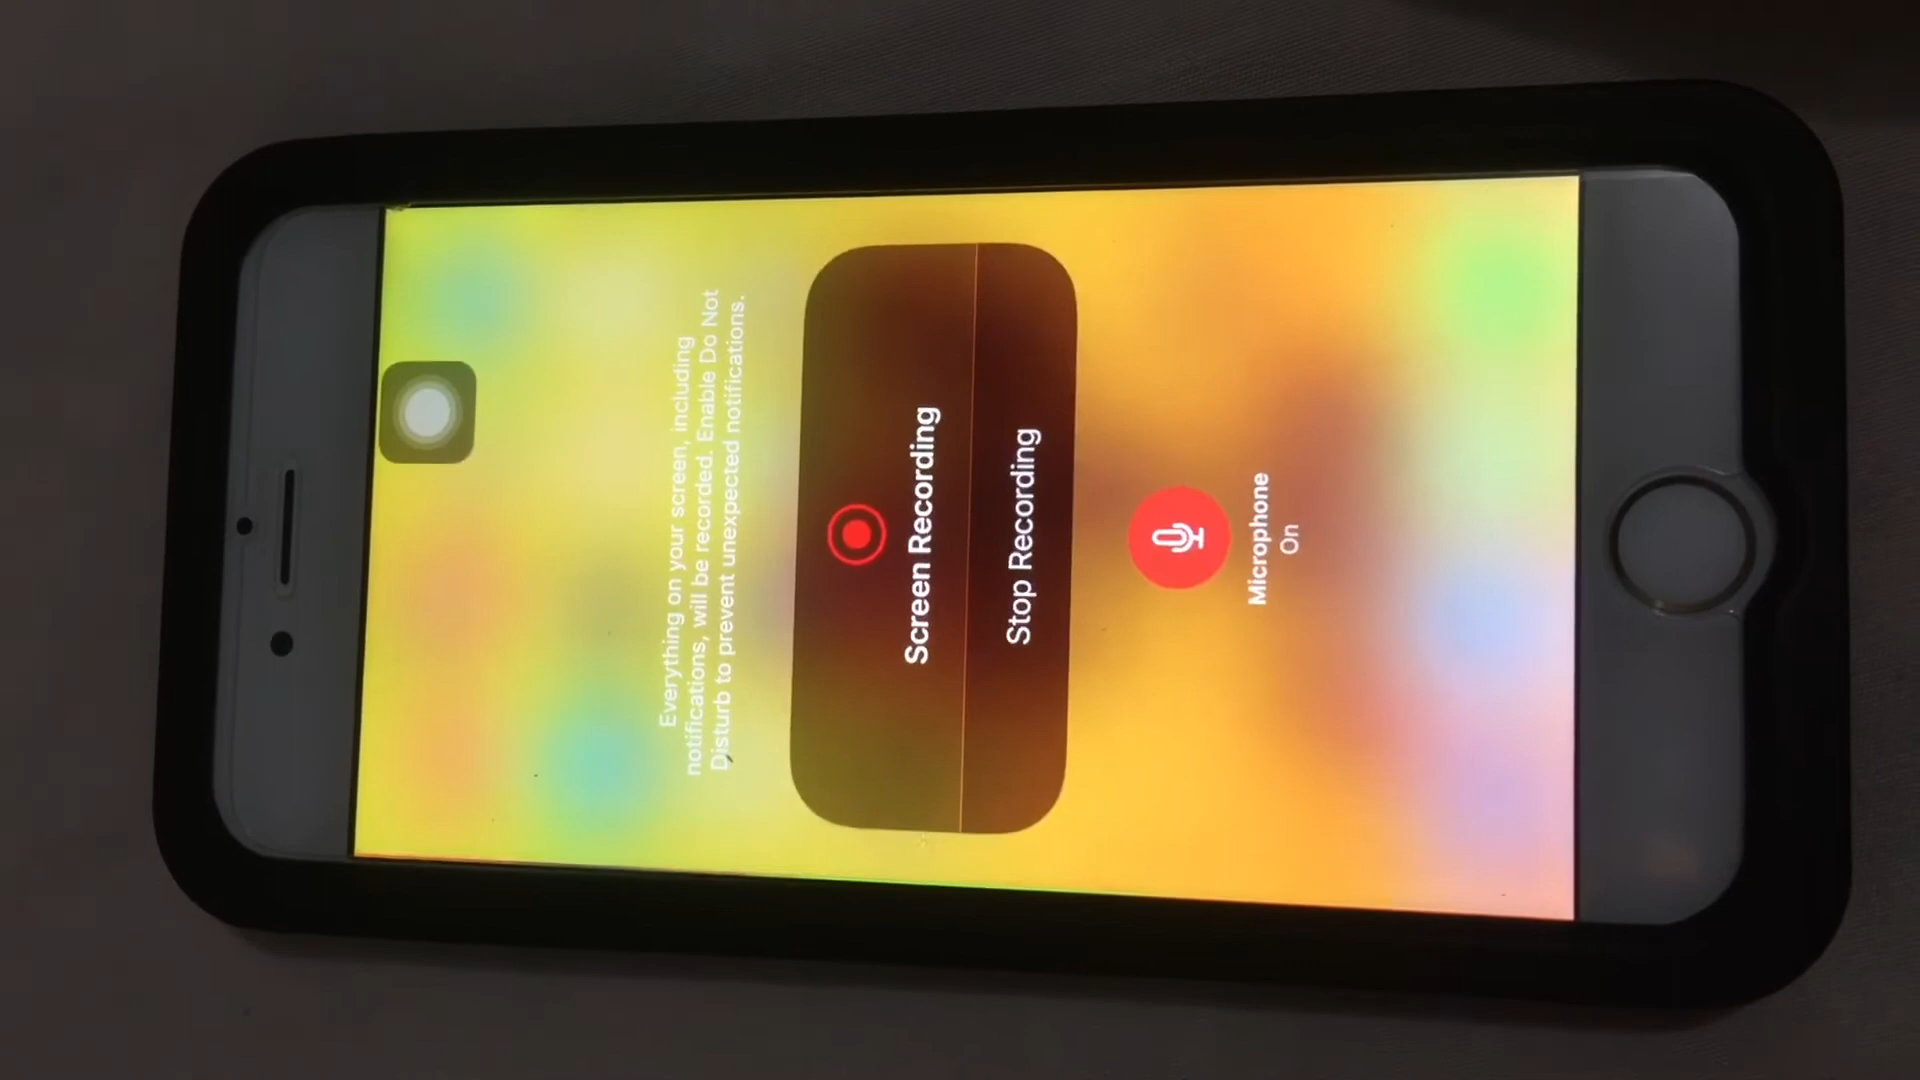 Everything on your screen, including
notifications, will be recorded. Enable Do Not
Disturb to prevent unexpected notifications.
Screen Recording
Stop Recording
Microphone
On